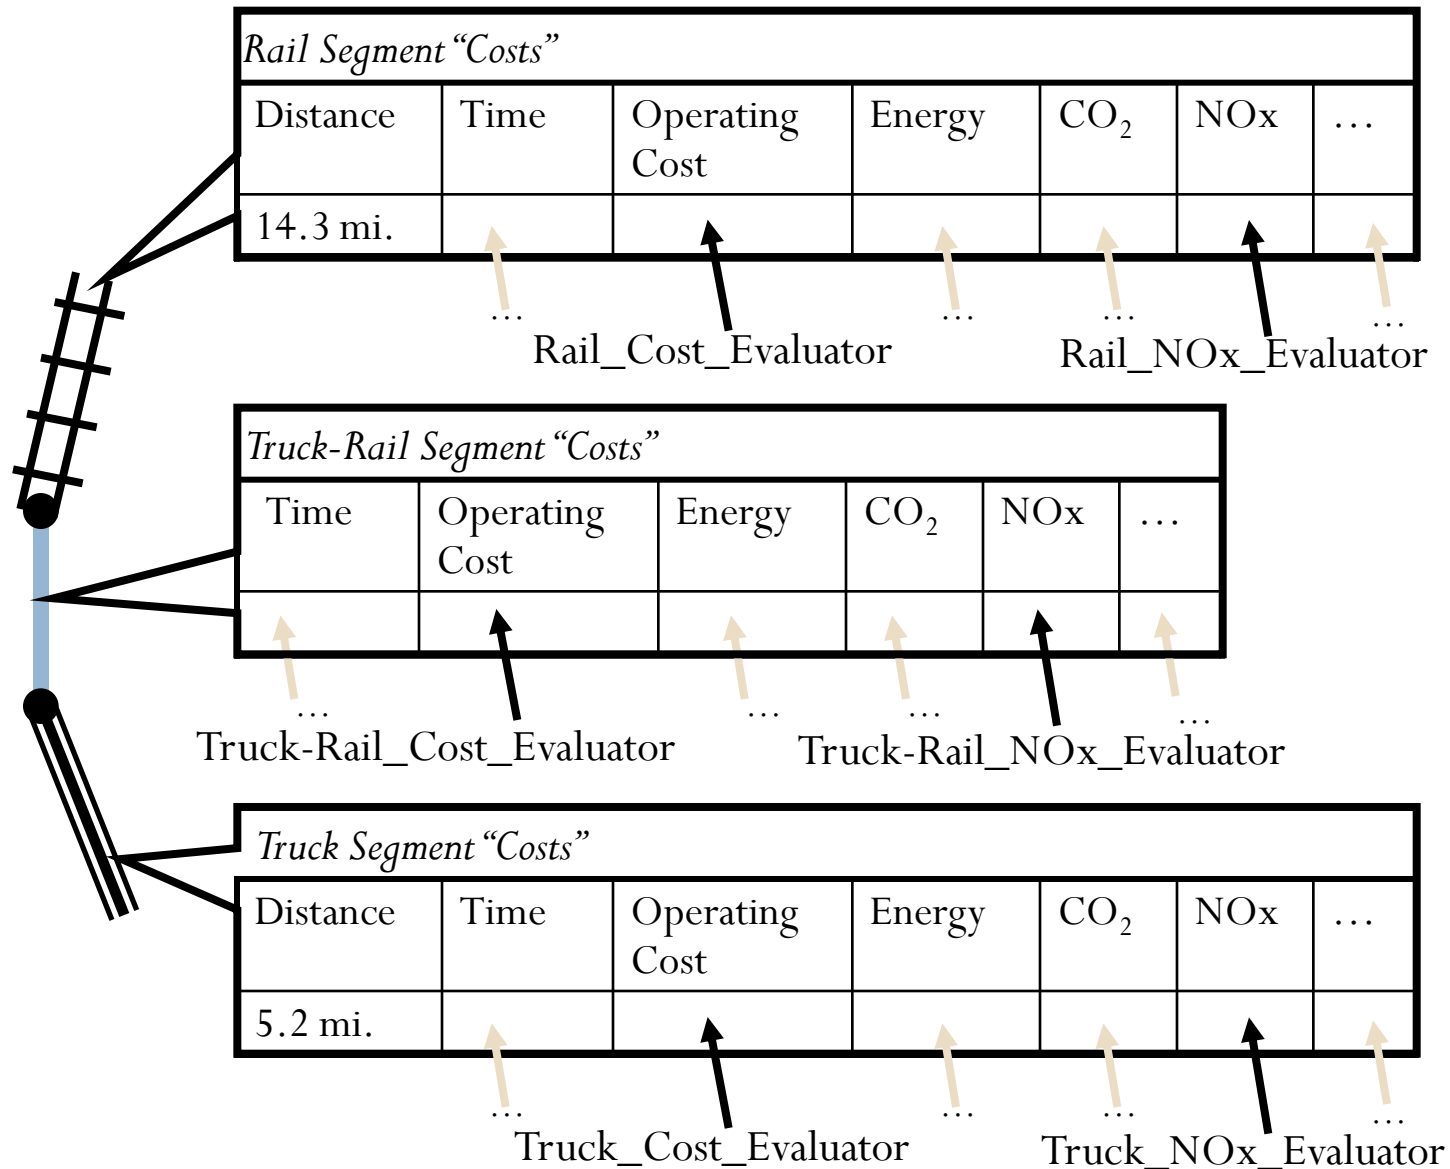 Rail Segment “Costs”
Distance Time Operating Cost Energy CO₂ NOx …
14.3 mi.
… … … …
Rail_Cost_Evaluator Rail_NOx_Evaluator
Truck-Rail Segment “Costs”
Time Operating Cost Energy CO₂ NOx …
… … … …
Truck-Rail_Cost_Evaluator Truck-Rail_NOx_Evaluator
Truck Segment “Costs”
Distance Time Operating Cost Energy CO₂ NOx …
5.2 mi.
… … … …
Truck_Cost_Evaluator Truck_NOx_Evaluator